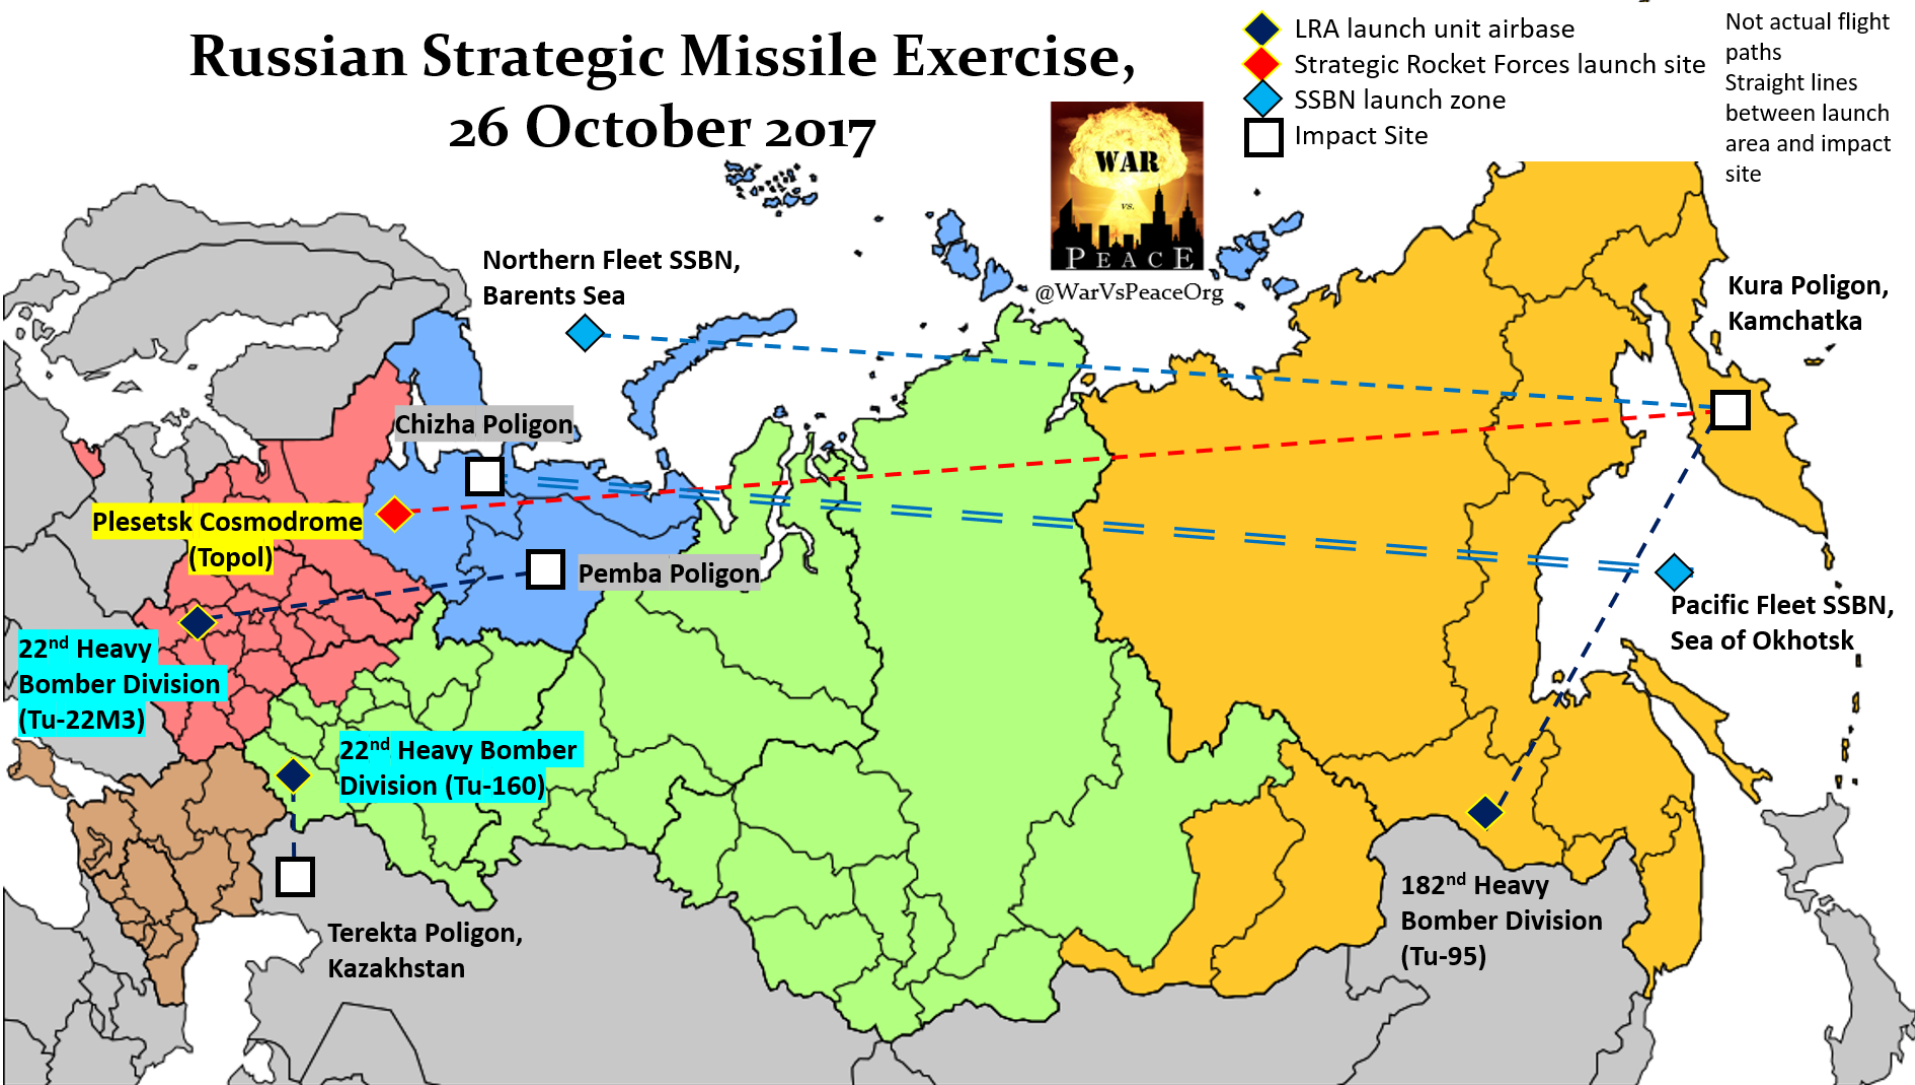 Russian Strategic Missile Exercise,
26 October 2017
LRA launch unit airbase
Strategic Rocket Forces launch site
SSBN launch zone
Impact Site
Not actual flight
paths
Straight lines
between launch
area and impact
site
WAR
vs.
PEACE
@WarVsPeaceOrg
Northern Fleet SSBN,
Barents Sea
Kura Poligon,
Kamchatka
Chizha Poligon
Plesetsk Cosmodrome
(Topol)
Pemba Poligon
Pacific Fleet SSBN,
Sea of Okhotsk
22nd Heavy
Bomber Division
(Tu-22M3)
22nd Heavy Bomber
Division (Tu-160)
182nd Heavy
Bomber Division
(Tu-95)
Terekta Poligon,
Kazakhstan